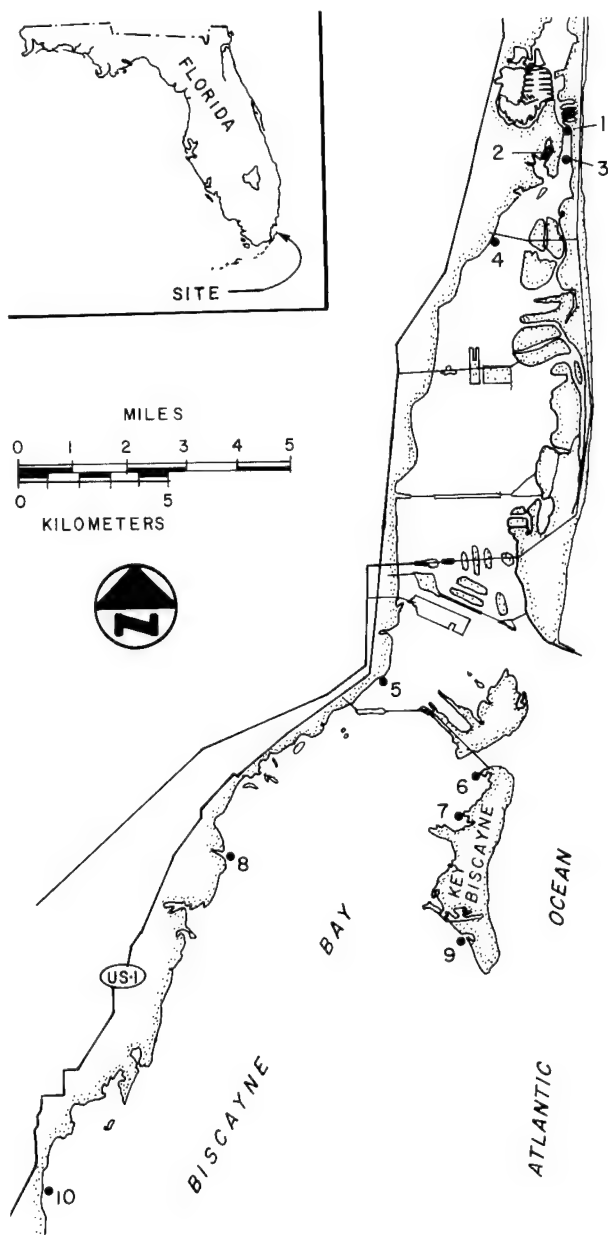 FLORIDA
SITE
1
2
3
4
MILES
0 1 2 3 4 5
0 5
KILOMETERS
N
5
6
7
KEY BISCAYNE
8
9
US-1
BISCAYNE BAY
ATLANTIC OCEAN
10